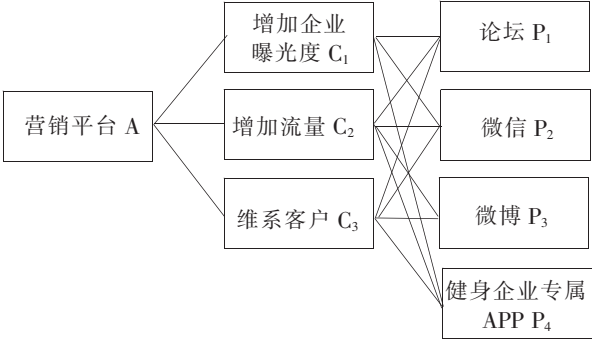 营销平台 A
增加企业
曝光度 C₁
增加流量 C₂
维系客户 C₃
论坛 P₁
微信 P₂
微博 P₃
健身企业专属
APP P₄